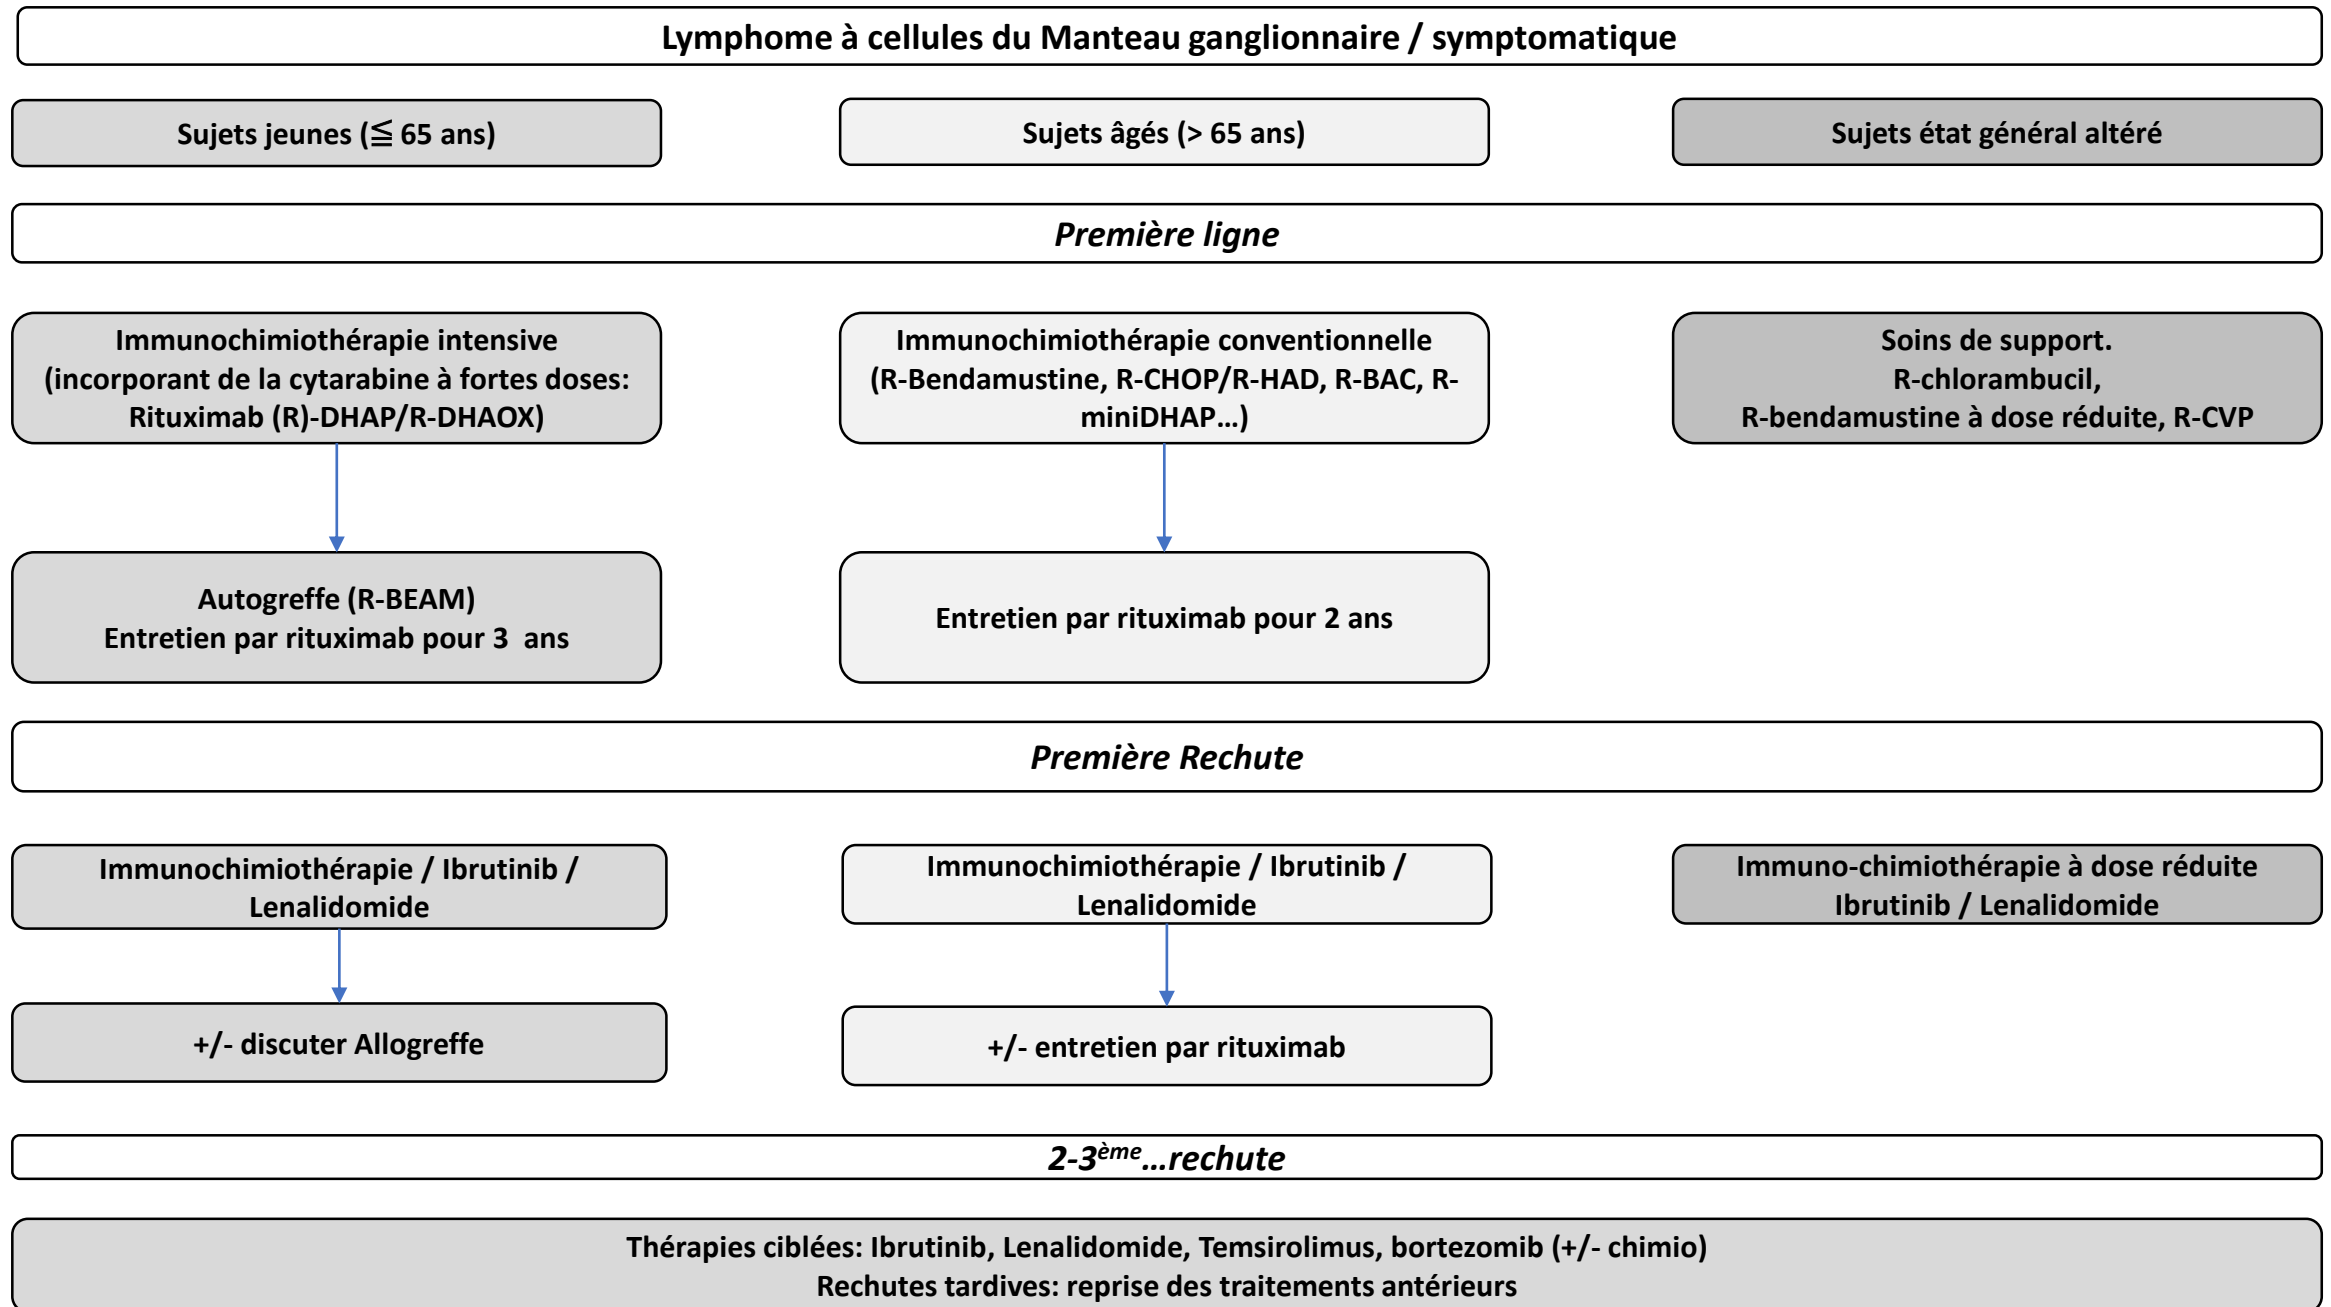 Lymphome à cellules du Manteau ganglionnaire / symptomatique
Sujets jeunes (≦ 65 ans)
Sujets âgés (> 65 ans)
Sujets état général altéré
Première ligne
Immunochimiothérapie intensive
(incorporant de la cytarabine à fortes doses:
Rituximab (R)-DHAP/R-DHAOX)
Immunochimiothérapie conventionnelle
(R-Bendamustine, R-CHOP/R-HAD, R-BAC, R-
miniDHAP…)
Soins de support.
R-chlorambucil,
R-bendamustine à dose réduite, R-CVP
Autogreffe (R-BEAM)
Entretien par rituximab pour 3  ans
Entretien par rituximab pour 2 ans
Première Rechute
Immunochimiothérapie / Ibrutinib /
Lenalidomide
Immunochimiothérapie / Ibrutinib /
Lenalidomide
Immuno-chimiothérapie à dose réduite
Ibrutinib / Lenalidomide
+/- discuter Allogreffe
+/- entretien par rituximab
2-3ème…rechute
Thérapies ciblées: Ibrutinib, Lenalidomide, Temsirolimus, bortezomib (+/- chimio)
Rechutes tardives: reprise des traitements antérieurs